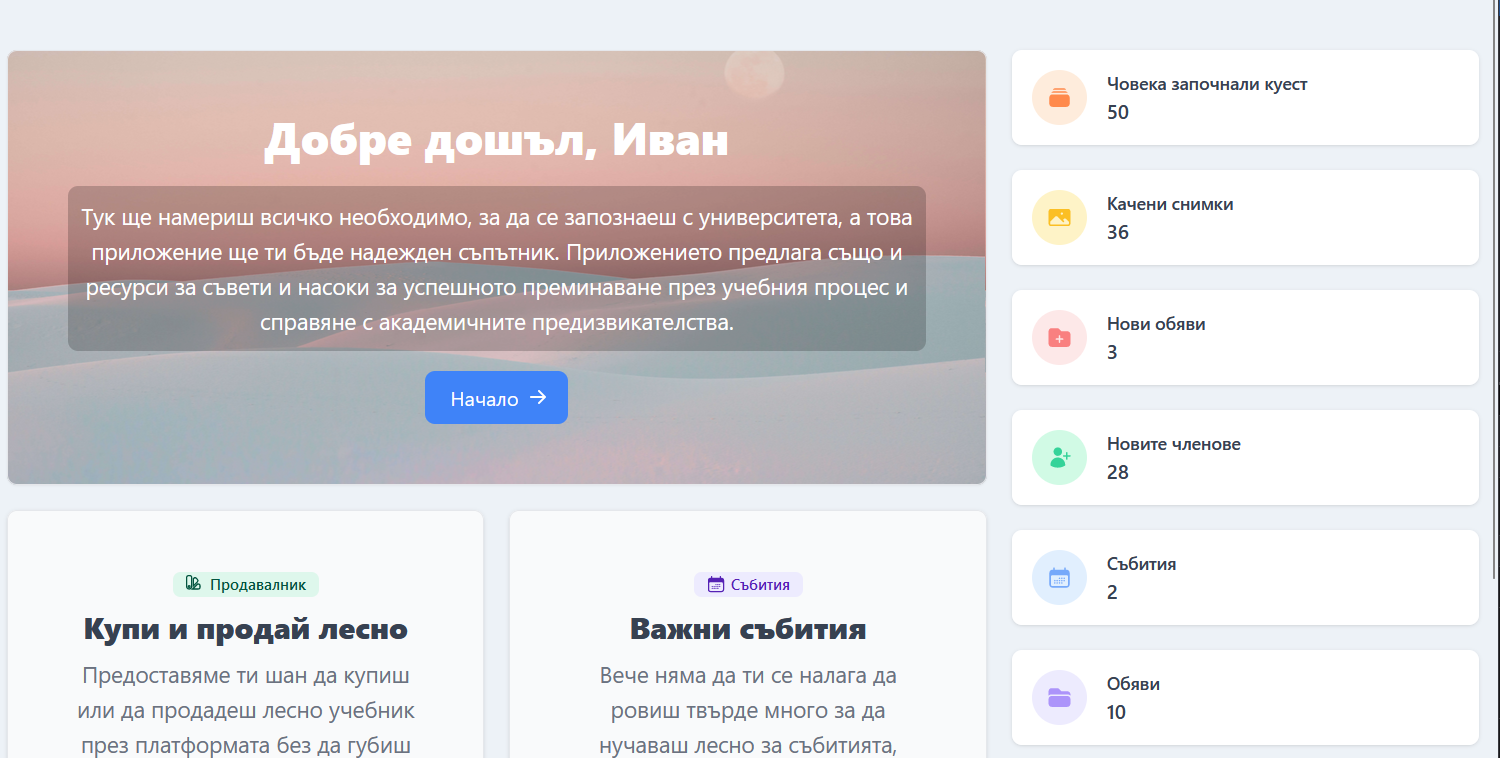 Добре дошъл, Иван
Тук ще намериш всичко необходимо, за да се запознаеш с университета, а това
приложение ще ти бъде надежден съпътник. Приложението предлага също и
ресурси за съвети и насоки за успешното преминаване през учебния процес и
справяне с академичните предизвикателства.
Начало
Продавалник
Купи и продай лесно
Предоставяме ти шан да купиш
или да продадеш лесно учебник
през платформата без да губиш
Събития
Важни събития
Вече няма да ти се налага да
ровиш твърде много за да
нучаваш лесно за събитията,
Човека започнали куест
50
Качени снимки
36
Нови обяви
3
Новите членове
28
Събития
2
Обяви
10